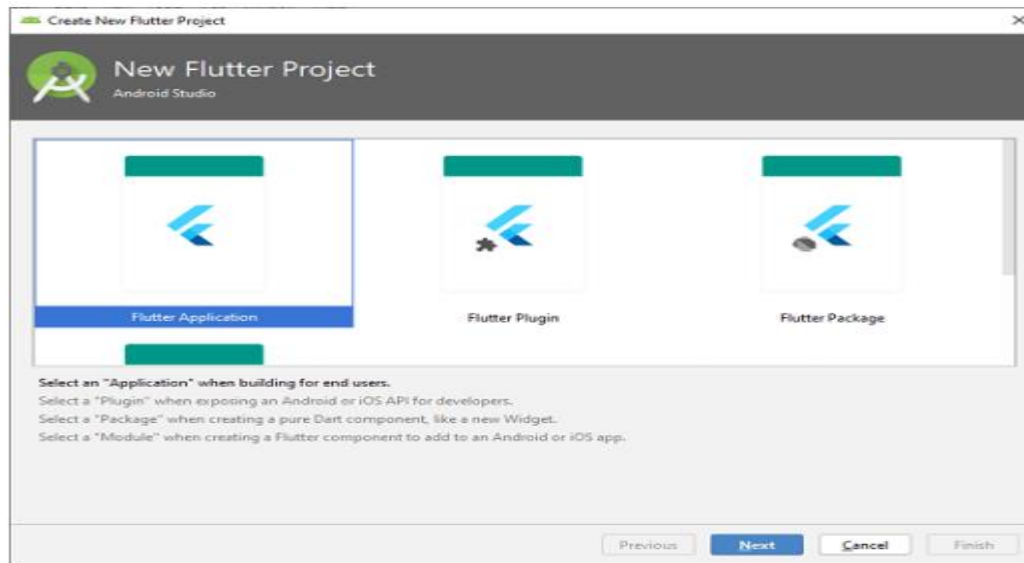 Create New Flutter Project
New Flutter Project
Android Studio
Flutter Application
Flutter Plugin
Flutter Package
Select an "Application" when building for end users.
Select a "Plugin" when exposing an Android or iOS API for developers.
Select a "Package" when creating a pure Dart component, like a new Widget.
Select a "Module" when creating a Flutter component to add to an Android or iOS app.
Previous
Next
Cancel
Finish